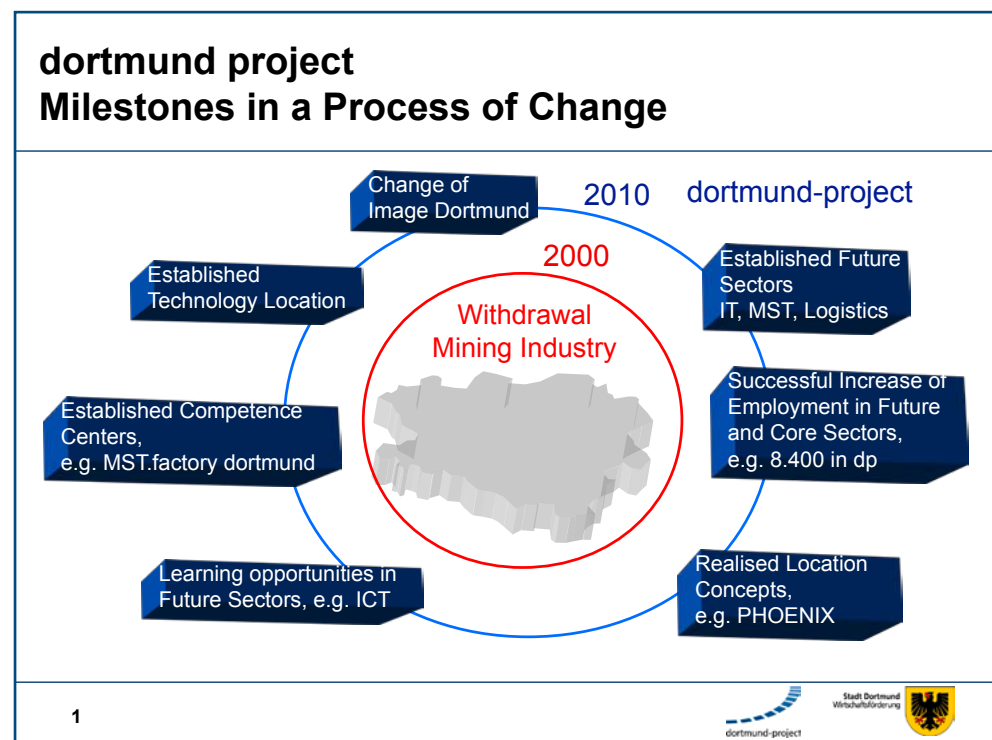 dortmund project
Milestones in a Process of Change
Change of
Image Dortmund
2010
dortmund-project
2000
Established
Technology Location
Established Future
Sectors
IT, MST, Logistics
Withdrawal
Mining Industry
Successful Increase of
Employment in Future
and Core Sectors,
e.g. 8.400 in dp
Established Competence
Centers,
e.g. MST.factory dortmund
Learning opportunities in
Future Sectors, e.g. ICT
Realised Location
Concepts,
e.g. PHOENIX
1
dortmund-project
Stadt Dortmund
Wirtschaftsförderung